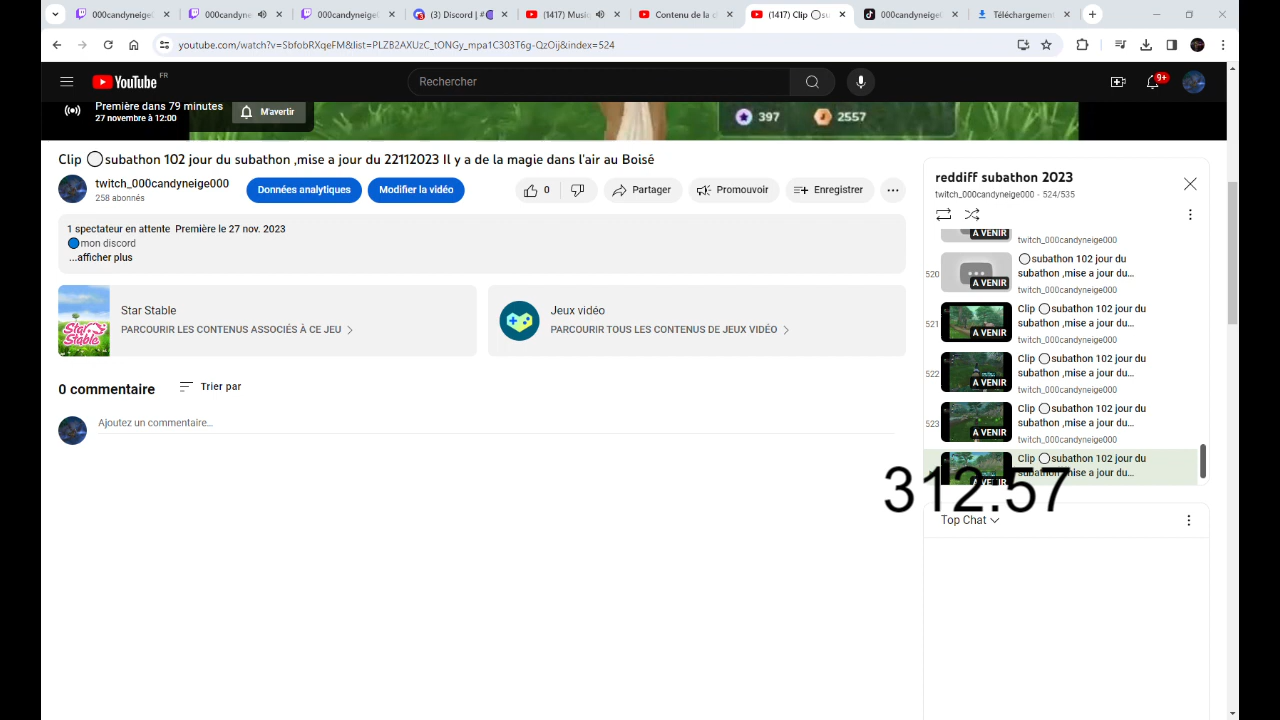 000candyneige(
000candyne
000candyneige(
(3) Discord | #
(1417) Musi
Contenu de la c
(1417) Clip ◯su
000candyneige(
Téléchargement
youtube.com/watch?v=SbfobRXqeFM&list=PLZB2AXUzC_tONGy_mpa1C303T6g-QzOij&index=524
YouTube FR
Rechercher
9+
Première dans 79 minutes
27 novembre à 12:00
M'avertir
397
2557
Clip ◯subathon 102 jour du subathon ,mise a jour du 22112023 Il y a de la magie dans l'air au Boisé
twitch_000candyneige000
258 abonnés
Données analytiques
Modifier la vidéo
0
Partager
Promouvoir
Enregistrer
1 spectateur en attente Première le 27 nov. 2023
mon discord
...afficher plus
Star Stable
Star Stable
PARCOURIR LES CONTENUS ASSOCIÉS À CE JEU
Jeux vidéo
PARCOURIR TOUS LES CONTENUS DE JEUX VIDÉO
0 commentaire
Trier par
Ajoutez un commentaire...
reddiff subathon 2023
twitch_000candyneige000 - 524/535
A VENIR
twitch_000candyneige000
520
A VENIR
◯subathon 102 jour du
subathon ,mise a jour du...
twitch_000candyneige000
521
A VENIR
Clip ◯subathon 102 jour du
subathon ,mise a jour du...
twitch_000candyneige000
522
A VENIR
Clip ◯subathon 102 jour du
subathon ,mise a jour du...
twitch_000candyneige000
523
A VENIR
Clip ◯subathon 102 jour du
subathon ,mise a jour du...
twitch_000candyneige000
A VENIR
Clip ◯subathon 102 jour du
subathon ,mise a jour du...
312.57
Top Chat